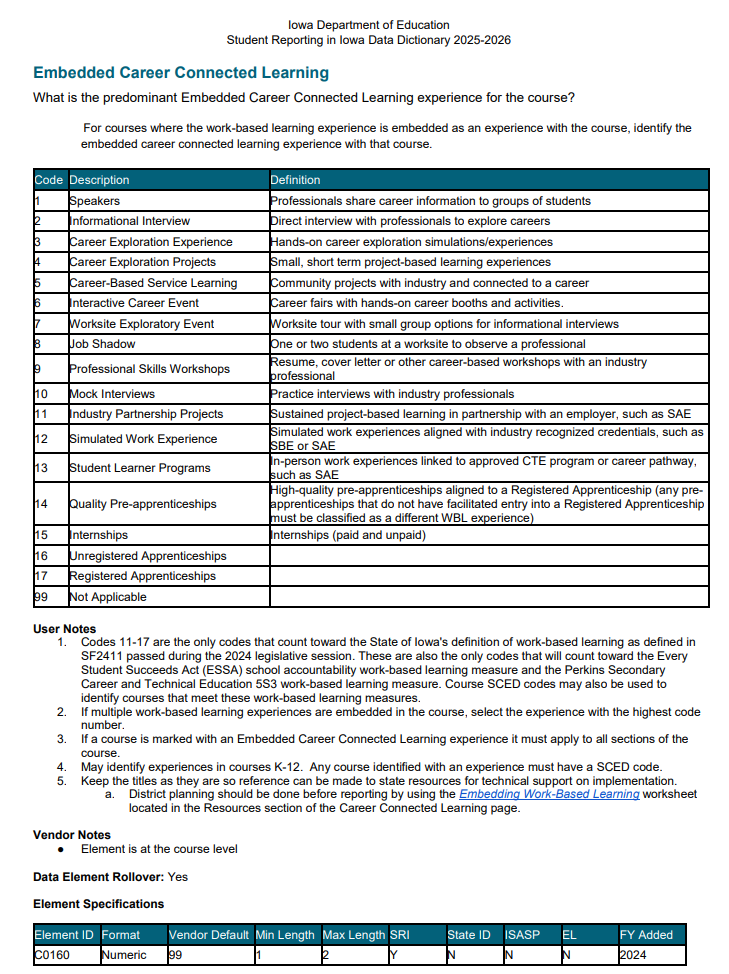 Iowa Department of Education
Student Reporting in Iowa Data Dictionary 2025-2026
Embedded Career Connected Learning
What is the predominant Embedded Career Connected Learning experience for the course?
For courses where the work-based learning experience is embedded as an experience with the course, identify the
embedded career connected learning experience with that course.
Code Description Definition
1 Speakers Professionals share career information to groups of students
2 Informational Interview Direct interview with professionals to explore careers
3 Career Exploration Experience Hands-on career exploration simulations/experiences
4 Career Exploration Projects Small, short term project-based learning experiences
5 Career-Based Service Learning Community projects with industry and connected to a career
6 Interactive Career Event Career fairs with hands-on career booths and activities.
7 Worksite Exploratory Event Worksite tour with small group options for informational interviews
8 Job Shadow One or two students at a worksite to observe a professional
9 Professional Skills Workshops Resume, cover letter or other career-based workshops with an industry
professional
10 Mock Interviews Practice interviews with industry professionals
11 Industry Partnership Projects Sustained project-based learning in partnership with an employer, such as SAE
12 Simulated Work Experience Simulated work experiences aligned with industry recognized credentials, such as
SBE or SAE
13 Student Learner Programs In-person work experiences linked to approved CTE program or career pathway,
such as SAE
14 Quality Pre-apprenticeships High-quality pre-apprenticeships aligned to a Registered Apprenticeship (any pre-
apprenticeships that do not have facilitated entry into a Registered Apprenticeship
must be classified as a different WBL experience)
15 Internships Internships (paid and unpaid)
16 Unregistered Apprenticeships
17 Registered Apprenticeships
99 Not Applicable
User Notes
1. Codes 11-17 are the only codes that count toward the State of Iowa's definition of work-based learning as defined in
SF2411 passed during the 2024 legislative session. These are also the only codes that will count toward the Every
Student Succeeds Act (ESSA) school accountability work-based learning measure and the Perkins Secondary
Career and Technical Education 5S3 work-based learning measure. Course SCED codes may also be used to
identify courses that meet these work-based learning measures.
2. If multiple work-based learning experiences are embedded in the course, select the experience with the highest code
number.
3. If a course is marked with an Embedded Career Connected Learning experience it must apply to all sections of the
course.
4. May identify experiences in courses K-12. Any course identified with an experience must have a SCED code.
5. Keep the titles as they are so reference can be made to state resources for technical support on implementation.
a. District planning should be done before reporting by using the Embedding Work-Based Learning worksheet
located in the Resources section of the Career Connected Learning page.
Vendor Notes
● Element is at the course level
Data Element Rollover: Yes
Element Specifications
Element ID Format Vendor Default Min Length Max Length SRI State ID ISASP EL FY Added
C0160 Numeric 99 1 2 Y N N N 2024